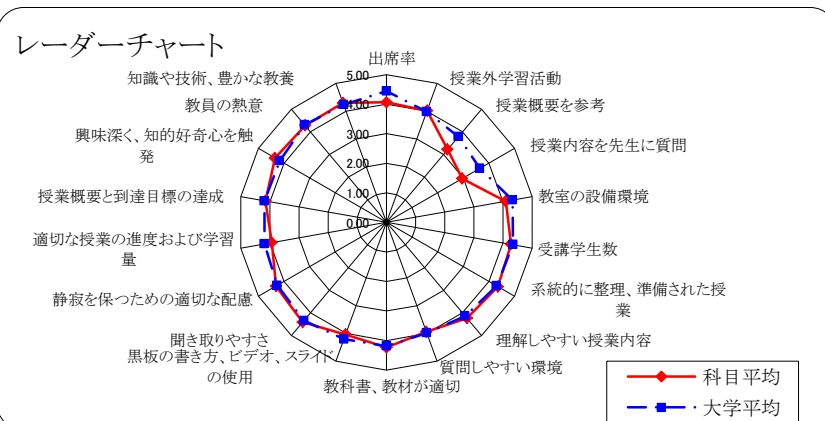 レーダーチャート
出席率
授業外学習活動
授業概要を参考
授業内容を先生に質問
教室の設備環境
受講学生数
系統的に整理、準備された授
業
理解しやすい授業内容
質問しやすい環境
教科書、教材が適切
黒板の書き方、ビデオ、スライド
の使用
聞き取りやすさ
静寂を保つための適切な配慮
適切な授業の進度および学習
量
授業概要と到達目標の達成
興味深く、知的好奇心を触
発
教員の熱意
知識や技術、豊かな教養
5.00
4.00
3.00
2.00
1.00
0.00
科目平均
大学平均